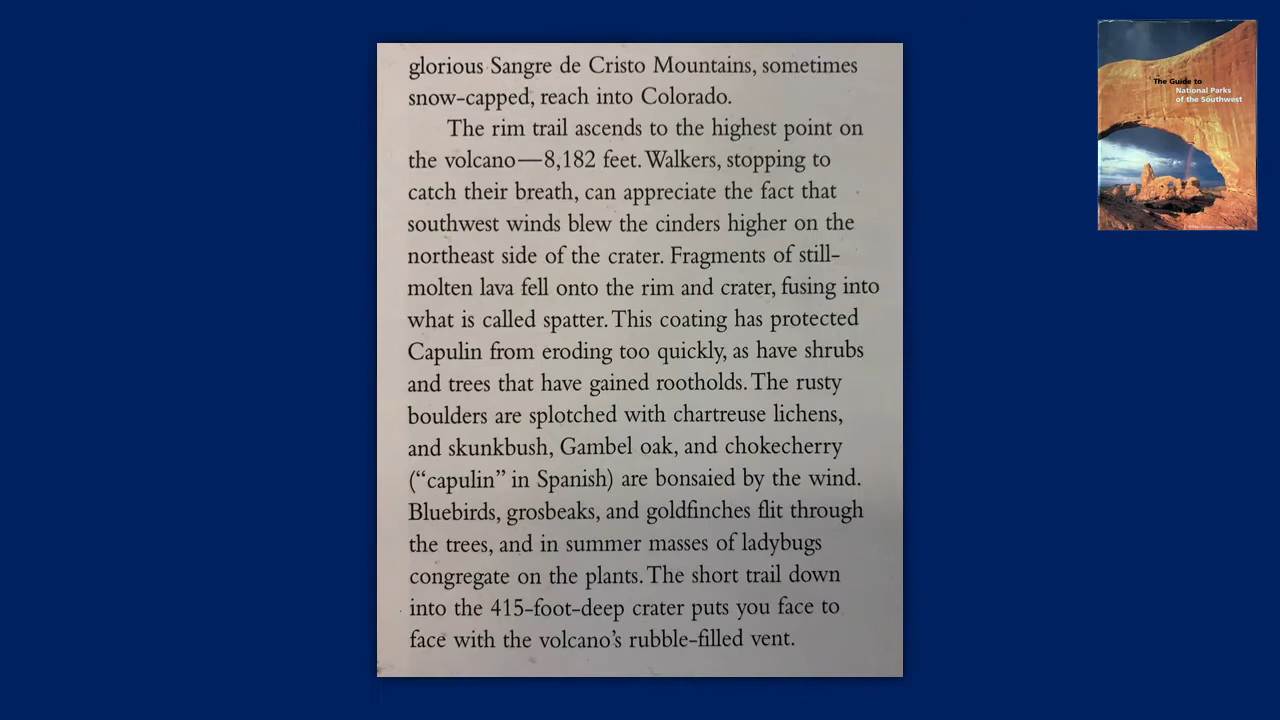 glorious Sangre de Cristo Mountains, sometimes
snow-capped, reach into Colorado.
The rim trail ascends to the highest point on
the volcano—8,182 feet. Walkers, stopping to
catch their breath, can appreciate the fact that
southwest winds blew the cinders higher on the
northeast side of the crater. Fragments of still-
molten lava fell onto the rim and crater, fusing into
what is called spatter. This coating has protected
Capulin from eroding too quickly, as have shrubs
and trees that have gained rootholds. The rusty
boulders are splotched with chartreuse lichens,
and skunkbush, Gambel oak, and chokecherry
(“capulin” in Spanish) are bonsaied by the wind.
Bluebirds, grosbeaks, and goldfinches flit through
the trees, and in summer masses of ladybugs
congregate on the plants. The short trail down
into the 415-foot-deep crater puts you face to
face with the volcano’s rubble-filled vent.
The Guide to
National Parks
of the Southwest